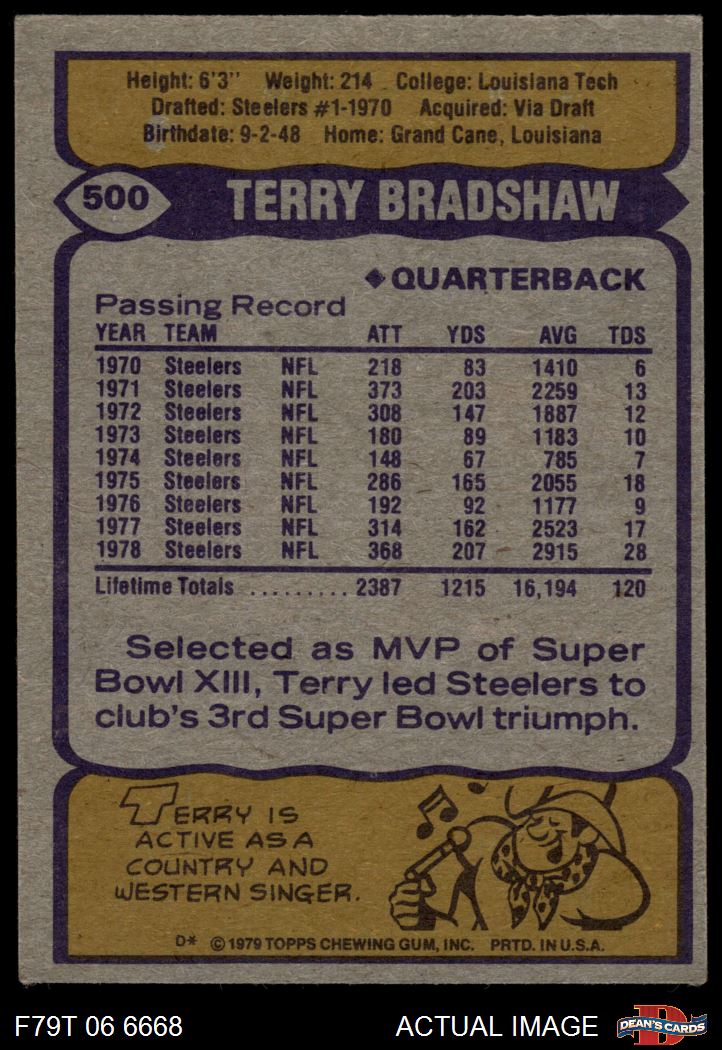 Height: 6'3'' Weight: 214 College: Louisiana Tech
Drafted: Steelers #1-1970 Acquired: Via Draft
Birthdate: 9-2-48 Home: Grand Cane, Louisiana
500 TERRY BRADSHAW
◆QUARTERBACK
Passing Record
YEAR TEAM ATT YDS AVG TDS
1970 Steelers NFL 218 83 1410 6
1971 Steelers NFL 373 203 2259 13
1972 Steelers NFL 308 147 1887 12
1973 Steelers NFL 180 89 1183 10
1974 Steelers NFL 148 67 785 7
1975 Steelers NFL 286 165 2055 18
1976 Steelers NFL 192 92 1177 9
1977 Steelers NFL 314 162 2523 17
1978 Steelers NFL 368 207 2915 28
Lifetime Totals ......... 2387 1215 16,194 120
Selected as MVP of Super
Bowl XIII, Terry led Steelers to
club's 3rd Super Bowl triumph.
TERRY IS
ACTIVE AS A
COUNTRY AND
WESTERN SINGER.
D* © 1979 TOPPS CHEWING GUM, INC. PRTD. IN U.S.A.
F79T 06 6668 ACTUAL IMAGE D DEAN'S CARDS